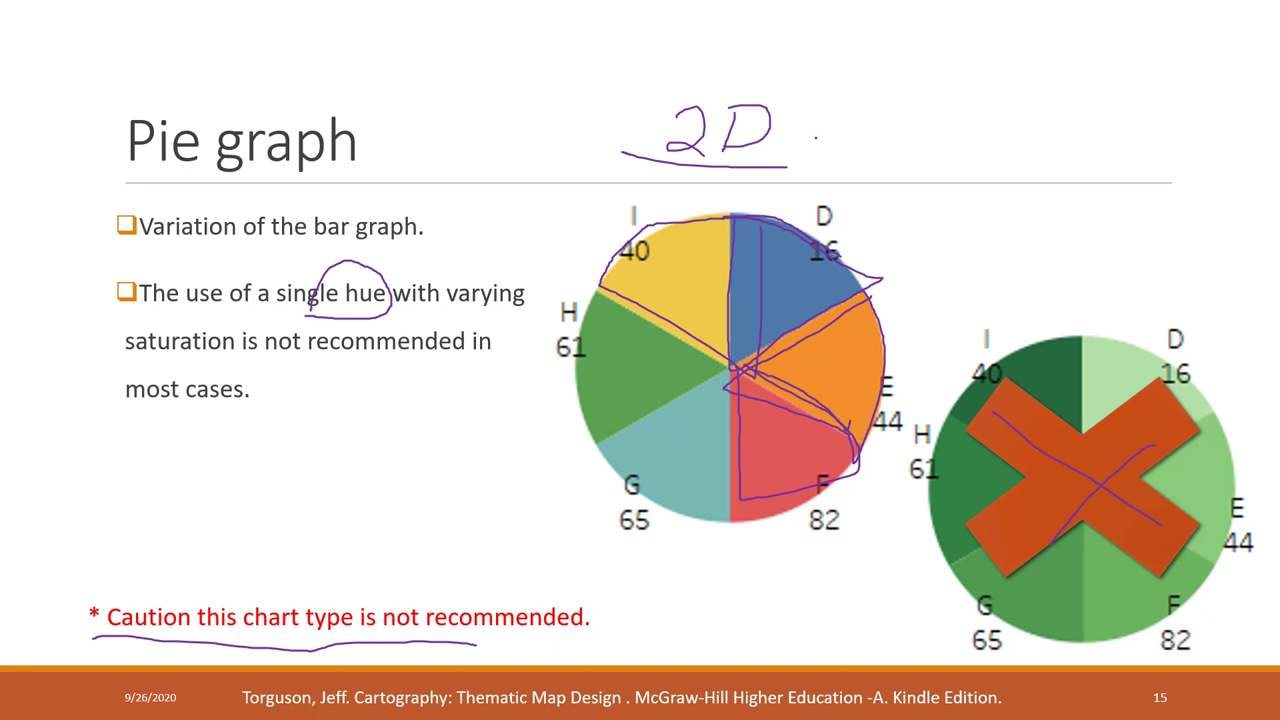 2D
Pie graph
Variation of the bar graph.
The use of a single hue with varying
saturation is not recommended in
most cases.
I
40
D
16
H
61
E
44
G
65
F
82
I
40
D
16
H
61
E
44
G
65
F
82
* Caution this chart type is not recommended.
9/26/2020
Torguson, Jeff. Cartography: Thematic Map Design . McGraw-Hill Higher Education -A. Kindle Edition.
15